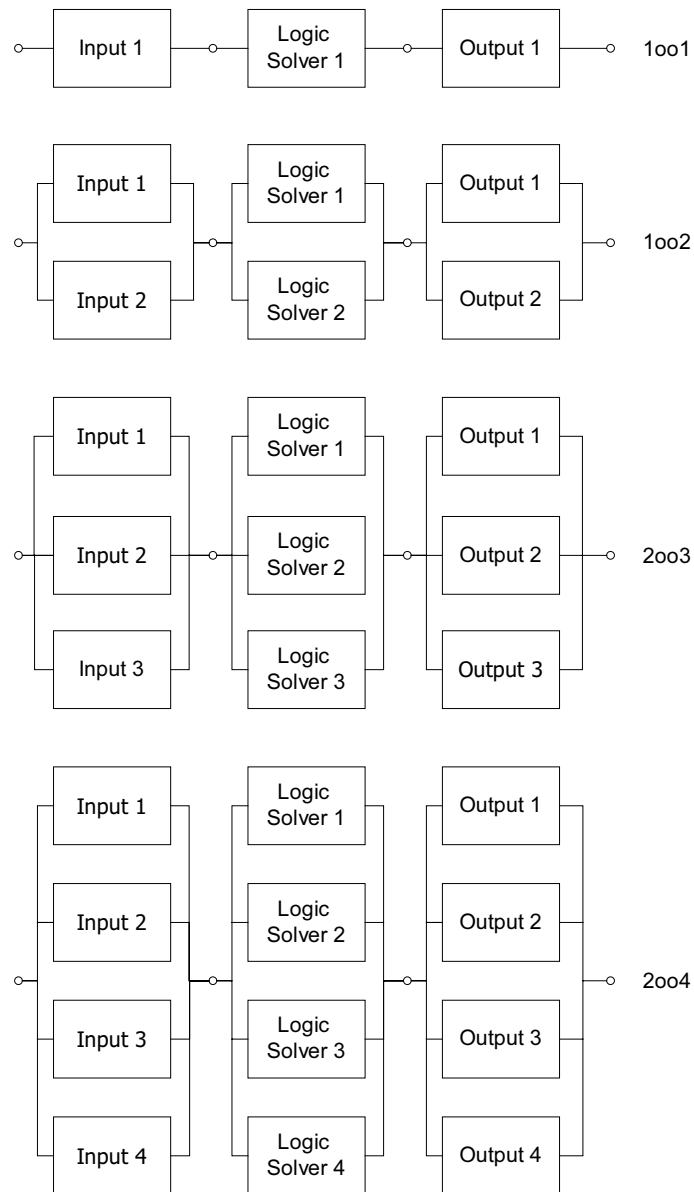 Input 1
Logic
Solver 1
Output 1
1oo1
Input 1
Logic
Solver 1
Output 1
1oo2
Input 2
Logic
Solver 2
Output 2
Input 1
Logic
Solver 1
Output 1
Input 2
Logic
Solver 2
Output 2
2oo3
Input 3
Logic
Solver 3
Output 3
Input 1
Logic
Solver 1
Output 1
Input 2
Logic
Solver 2
Output 2
2oo4
Input 3
Logic
Solver 3
Output 3
Input 4
Logic
Solver 4
Output 4